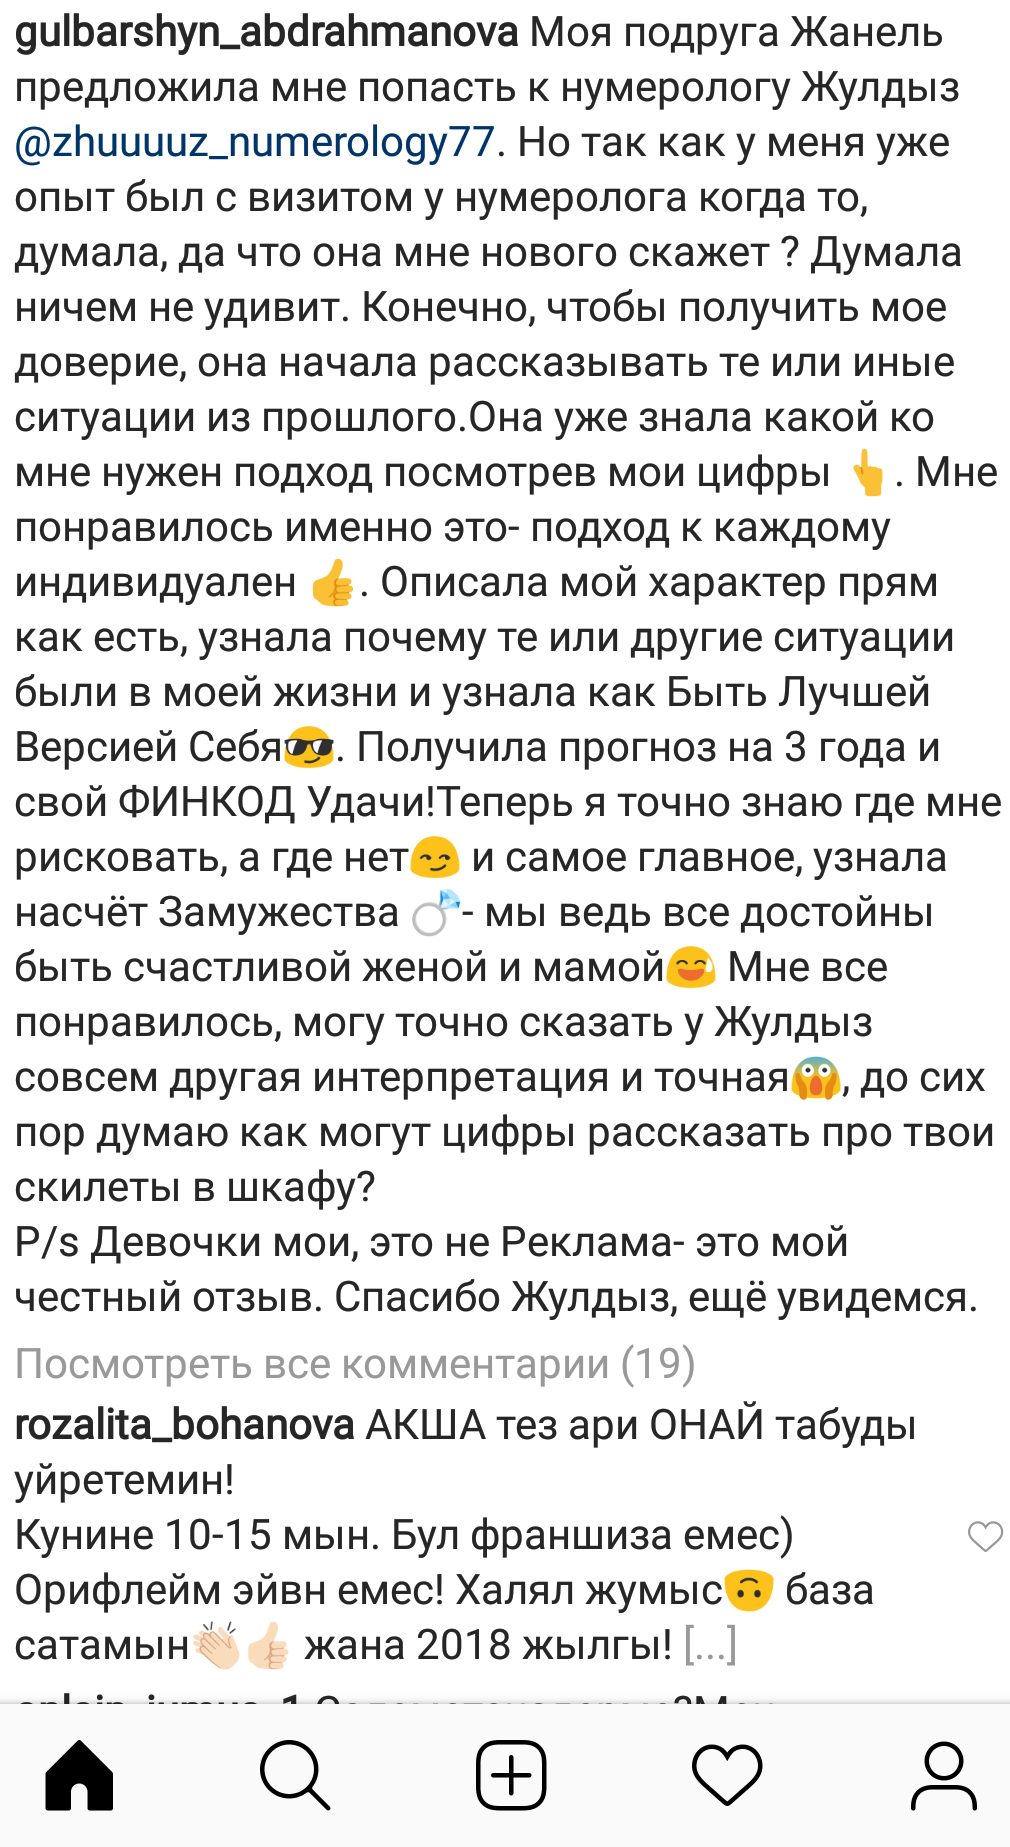 gulbarshyn_abdrahmanova Моя подруга Жанель
предложила мне попасть к нумерологу Жулдыз
@zhuuuuz_numerology77. Но так как у меня уже
опыт был с визитом у нумеролога когда то,
думала, да что она мне нового скажет ? Думала
ничем не удивит. Конечно, чтобы получить мое
доверие, она начала рассказывать те или иные
ситуации из прошлого.Она уже знала какой ко
мне нужен подход посмотрев мои цифры 👆. Мне
понравилось именно это- подход к каждому
индивидуален 👍. Описала мой характер прям
как есть, узнала почему те или другие ситуации
были в моей жизни и узнала как Быть Лучшей
Версией Себя😎. Получила прогноз на 3 года и
свой ФИНКОД Удачи!Теперь я точно знаю где мне
рисковать, а где нет😏 и самое главное, узнала
насчёт Замужества 💍- мы ведь все достойны
быть счастливой женой и мамой😅 Мне все
понравилось, могу точно сказать у Жулдыз
совсем другая интерпретация и точная😱, до сих
пор думаю как могут цифры рассказать про твои
скилеты в шкафу?
P/s Девочки мои, это не Реклама- это мой
честный отзыв. Спасибо Жулдыз, ещё увидемся.
Посмотреть все комментарии (19)
rozalita_bohanova АКША тез ари ОНАЙ табуды
уйретемин!
Кунине 10-15 мын. Бул франшиза емес)
Орифлейм эйвн емес! Халял жумыс🙃 база
сатамын👏🏻👍🏻 жана 2018 жылгы! [...]